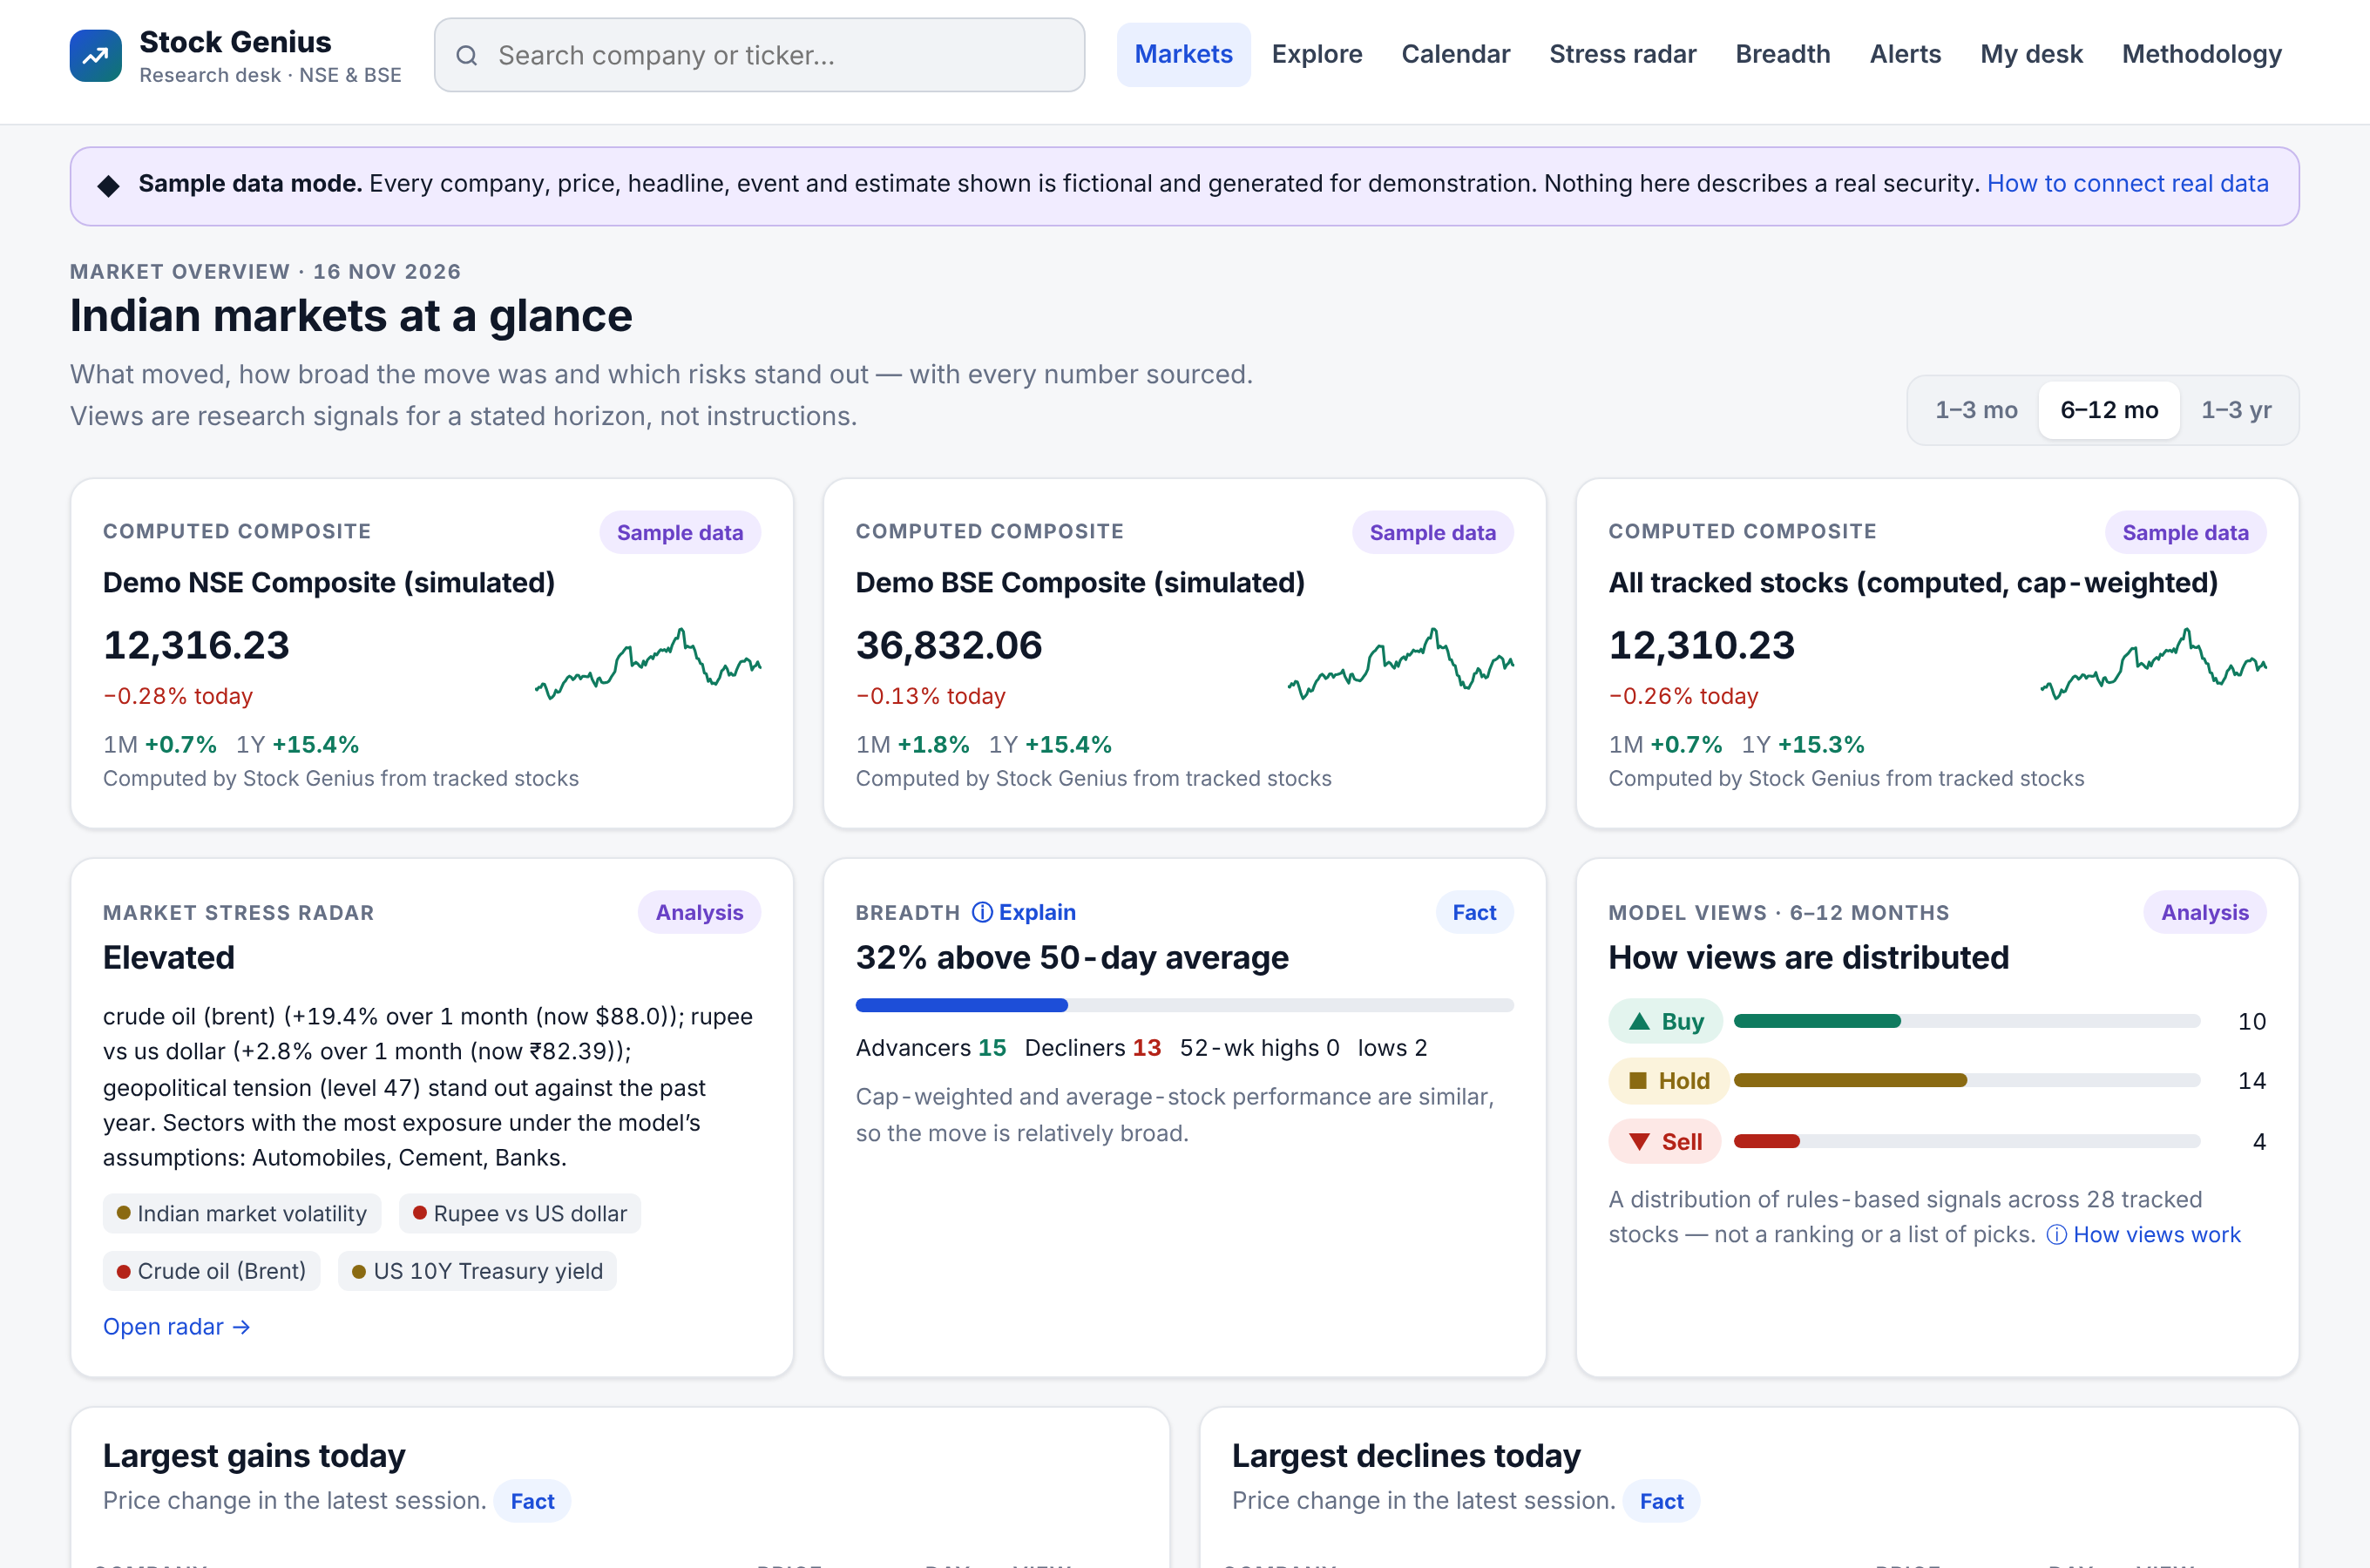 Stock Genius
Research desk · NSE & BSE
Search company or ticker...
Markets
Explore
Calendar
Stress radar
Breadth
Alerts
My desk
Methodology
Sample data mode. Every company, price, headline, event and estimate shown is fictional and generated for demonstration. Nothing here describes a real security. How to connect real data
MARKET OVERVIEW · 16 NOV 2026
Indian markets at a glance
What moved, how broad the move was and which risks stand out — with every number sourced.
Views are research signals for a stated horizon, not instructions.
1–3 mo
6–12 mo
1–3 yr
COMPUTED COMPOSITE
Sample data
Demo NSE Composite (simulated)
12,316.23
−0.28% today
1M +0.7% 1Y +15.4%
Computed by Stock Genius from tracked stocks
COMPUTED COMPOSITE
Sample data
Demo BSE Composite (simulated)
36,832.06
−0.13% today
1M +1.8% 1Y +15.4%
Computed by Stock Genius from tracked stocks
COMPUTED COMPOSITE
Sample data
All tracked stocks (computed, cap-weighted)
12,310.23
−0.26% today
1M +0.7% 1Y +15.3%
Computed by Stock Genius from tracked stocks
MARKET STRESS RADAR
Analysis
Elevated
crude oil (brent) (+19.4% over 1 month (now $88.0)); rupee
vs us dollar (+2.8% over 1 month (now ₹82.39));
geopolitical tension (level 47) stand out against the past
year. Sectors with the most exposure under the model’s
assumptions: Automobiles, Cement, Banks.
Indian market volatility
Rupee vs US dollar
Crude oil (Brent)
US 10Y Treasury yield
Open radar →
BREADTH ⓘ Explain
Fact
32% above 50-day average
Advancers 15 Decliners 13 52-wk highs 0 lows 2
Cap-weighted and average-stock performance are similar,
so the move is relatively broad.
MODEL VIEWS · 6–12 MONTHS
Analysis
How views are distributed
▲ Buy 10
■ Hold 14
▼ Sell 4
A distribution of rules-based signals across 28 tracked
stocks — not a ranking or a list of picks. ⓘ How views work
Largest gains today
Price change in the latest session. Fact
Largest declines today
Price change in the latest session. Fact